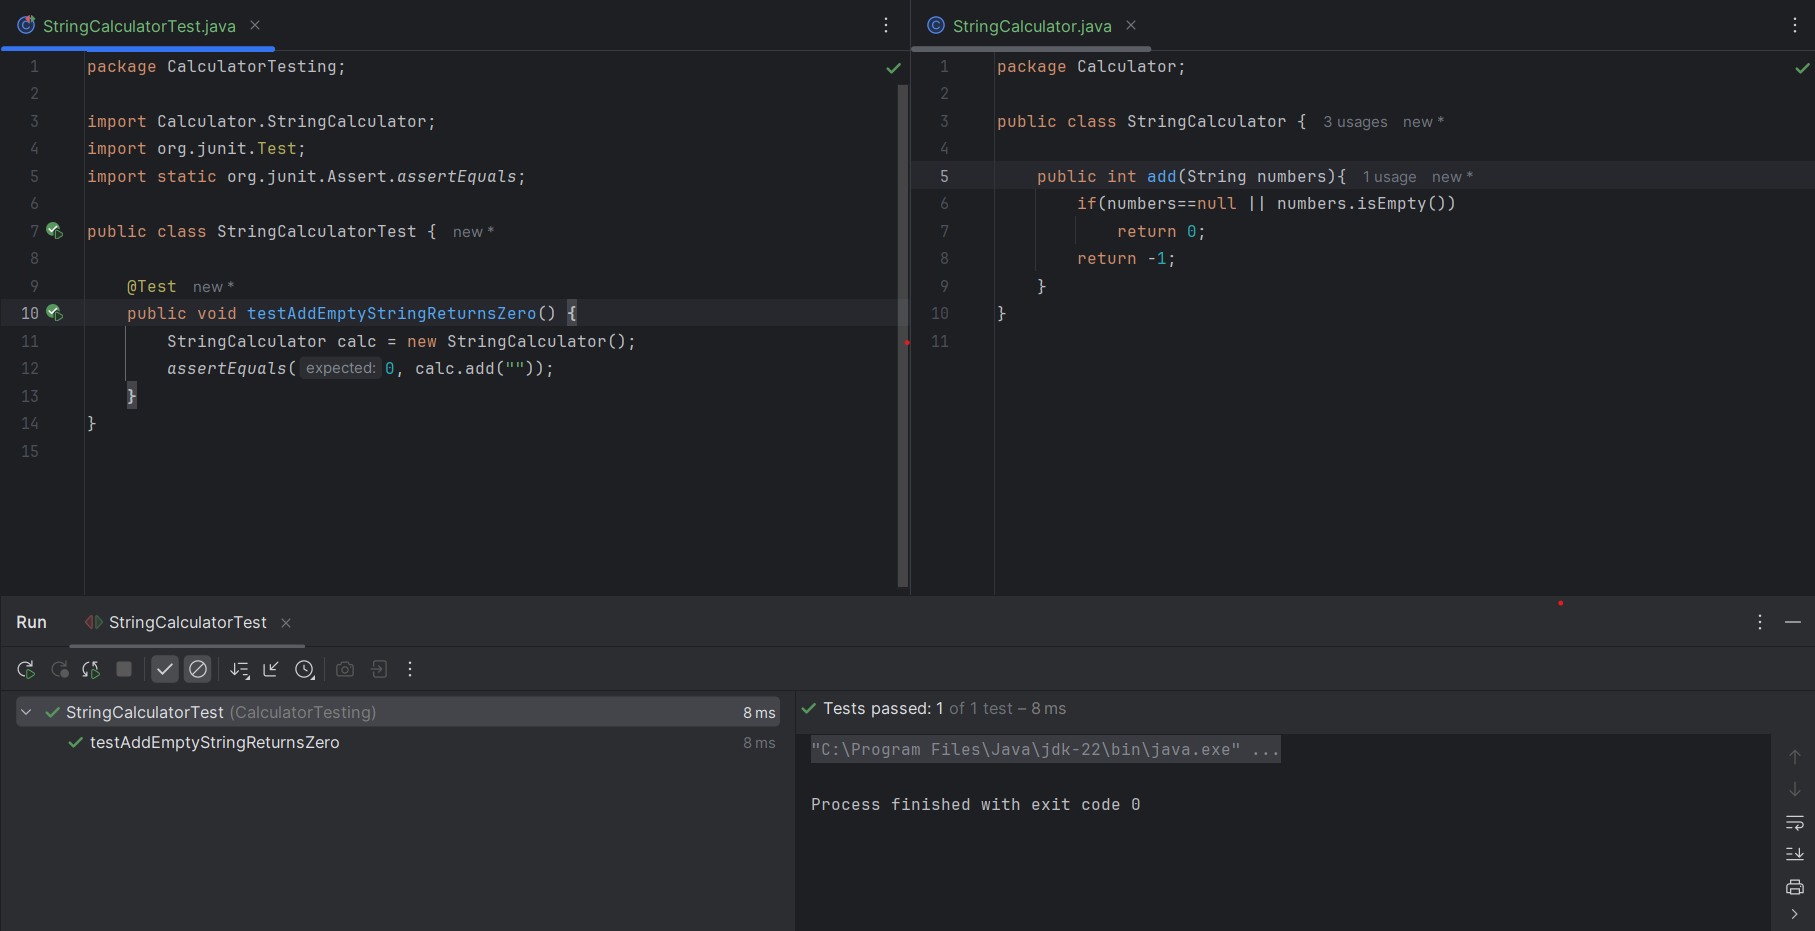 StringCalculatorTest.java
1 package CalculatorTesting;
2
3 import Calculator.StringCalculator;
4 import org.junit.Test;
5 import static org.junit.Assert.assertEquals;
6
7 public class StringCalculatorTest { new *
8
9 @Test new *
10 public void testAddEmptyStringReturnsZero() {
11 StringCalculator calc = new StringCalculator();
12 assertEquals( expected: 0, calc.add(""));
13 }
14 }
15
StringCalculator.java
1 package Calculator;
2
3 public class StringCalculator { 3 usages new *
4
5 public int add(String numbers){ 1 usage new *
6 if(numbers==null || numbers.isEmpty())
7 return 0;
8 return -1;
9 }
10 }
11
Run StringCalculatorTest
StringCalculatorTest (CalculatorTesting) 8 ms
testAddEmptyStringReturnsZero 8 ms
Tests passed: 1 of 1 test – 8 ms
"C:\Program Files\Java\jdk-22\bin\java.exe" ...
Process finished with exit code 0